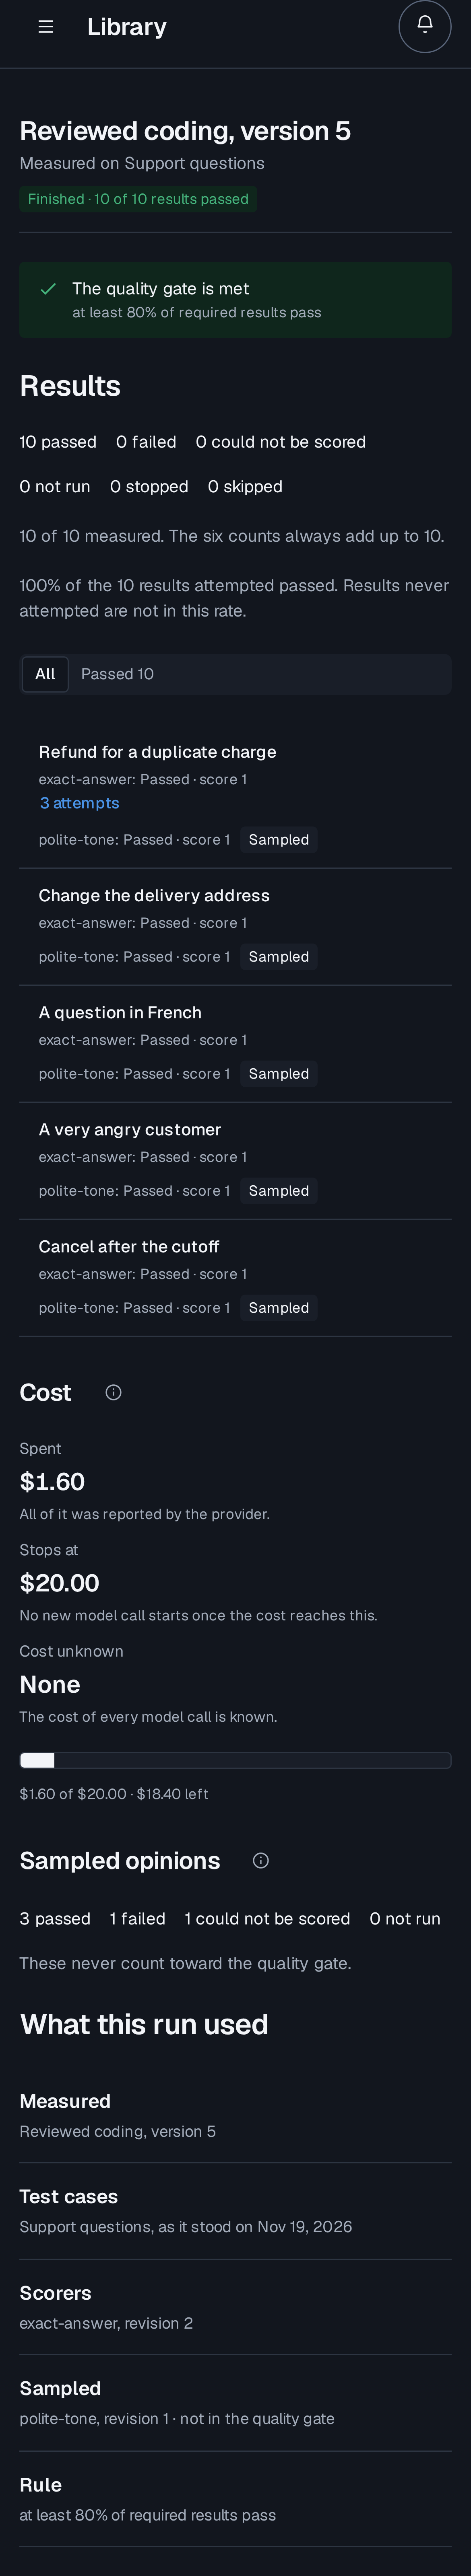 Library
Reviewed coding, version 5
Measured on Support questions
Finished · 10 of 10 results passed
The quality gate is met
at least 80% of required results pass
Results
10 passed 0 failed 0 could not be scored
0 not run 0 stopped 0 skipped
10 of 10 measured. The six counts always add up to 10.
100% of the 10 results attempted passed. Results never
attempted are not in this rate.
All Passed 10
Refund for a duplicate charge
exact-answer: Passed · score 1
3 attempts
polite-tone: Passed · score 1 Sampled
Change the delivery address
exact-answer: Passed · score 1
polite-tone: Passed · score 1 Sampled
A question in French
exact-answer: Passed · score 1
polite-tone: Passed · score 1 Sampled
A very angry customer
exact-answer: Passed · score 1
polite-tone: Passed · score 1 Sampled
Cancel after the cutoff
exact-answer: Passed · score 1
polite-tone: Passed · score 1 Sampled
Cost
Spent
$1.60
All of it was reported by the provider.
Stops at
$20.00
No new model call starts once the cost reaches this.
Cost unknown
None
The cost of every model call is known.
$1.60 of $20.00 · $18.40 left
Sampled opinions
3 passed 1 failed 1 could not be scored 0 not run
These never count toward the quality gate.
What this run used
Measured
Reviewed coding, version 5
Test cases
Support questions, as it stood on Nov 19, 2026
Scorers
exact-answer, revision 2
Sampled
polite-tone, revision 1 · not in the quality gate
Rule
at least 80% of required results pass